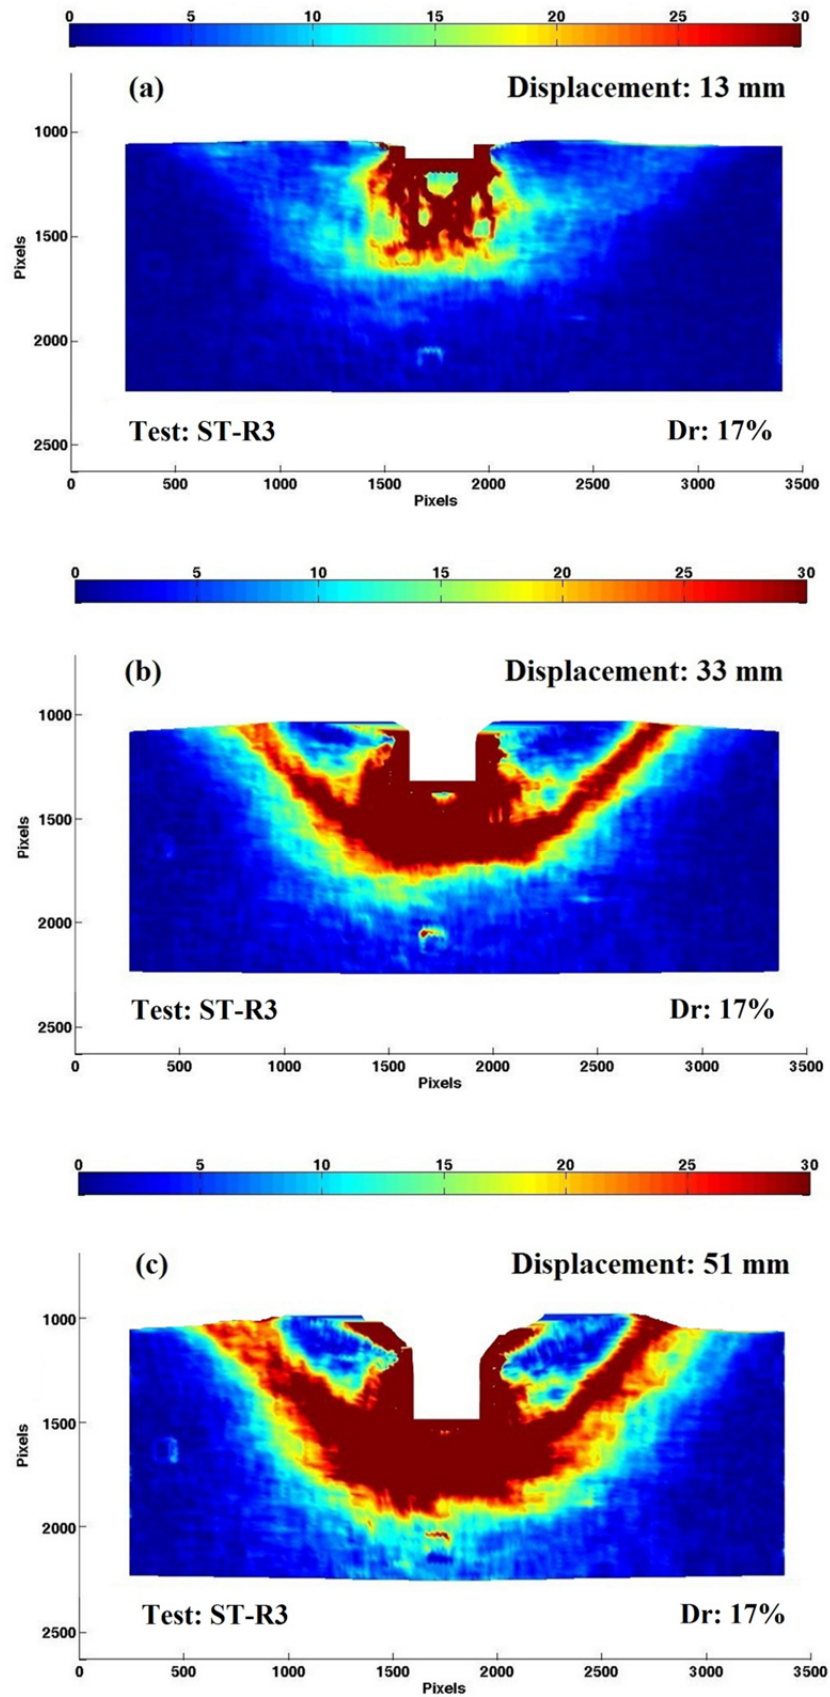 0 5 10 15 20 25 30
(a) Displacement: 13 mm
1000
1500
2000
2500
Pixels
Test: ST-R3 Dr: 17%
0 500 1000 1500 2000 2500 3000 3500
Pixels
0 5 10 15 20 25 30
(b) Displacement: 33 mm
1000
1500
2000
2500
Pixels
Test: ST-R3 Dr: 17%
0 500 1000 1500 2000 2500 3000 3500
Pixels
0 5 10 15 20 25 30
(c) Displacement: 51 mm
1000
1500
2000
2500
Pixels
Test: ST-R3 Dr: 17%
0 500 1000 1500 2000 2500 3000 3500
Pixels